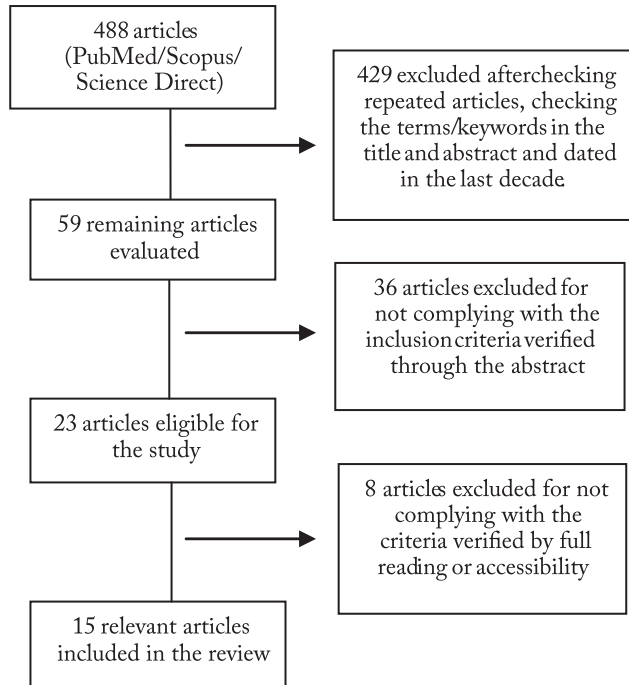 488 articles
(PubMed/Scopus/
Science Direct)
429 excluded afterchecking
repeated articles, checking
the terms/keywords in the
title and abstract and dated
in the last decade.
59 remaining articles
evaluated
36 articles excluded for
not complying with the
inclusion criteria verified
through the abstract
23 articles eligible for
the study
8 articles excluded for not
complying with the
criteria verified by full
reading or accessibility
15 relevant articles
included in the review